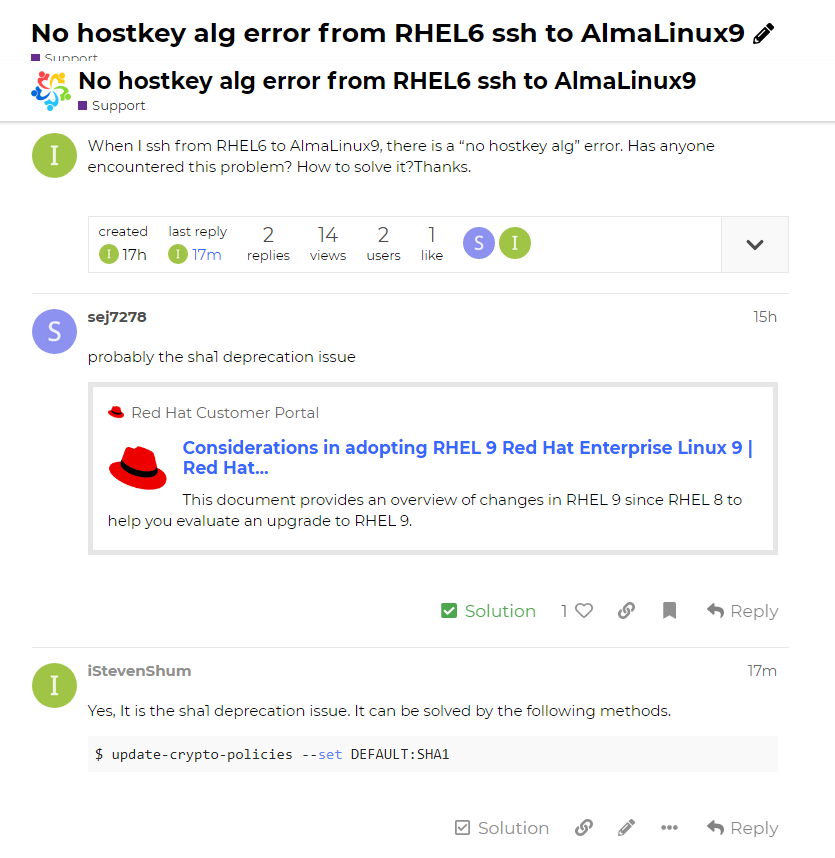 No hostkey alg error from RHEL6 ssh to AlmaLinux9
Support
No hostkey alg error from RHEL6 ssh to AlmaLinux9
Support
I
When I ssh from RHEL6 to AlmaLinux9, there is a “no hostkey alg” error. Has anyone
encountered this problem? How to solve it?Thanks.
created last reply 2 14 2 1 S I
I 17h I 17m replies views users like
S
sej7278 15h
probably the sha1 deprecation issue
Red Hat Customer Portal
Considerations in adopting RHEL 9 Red Hat Enterprise Linux 9 |
Red Hat...
This document provides an overview of changes in RHEL 9 since RHEL 8 to
help you evaluate an upgrade to RHEL 9.
Solution 1 Reply
I
iStevenShum 17m
Yes, It is the sha1 deprecation issue. It can be solved by the following methods.
$ update-crypto-policies --set DEFAULT:SHA1
Solution Reply